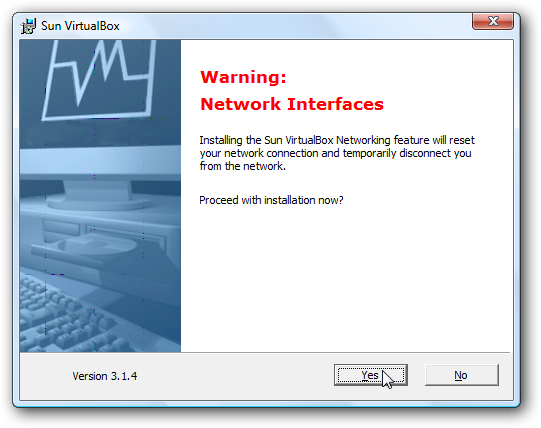 Sun VirtualBox
Warning:
Network Interfaces
Installing the Sun VirtualBox Networking feature will reset
your network connection and temporarily disconnect you
from the network.
Proceed with installation now?
Version 3.1.4
Yes
No